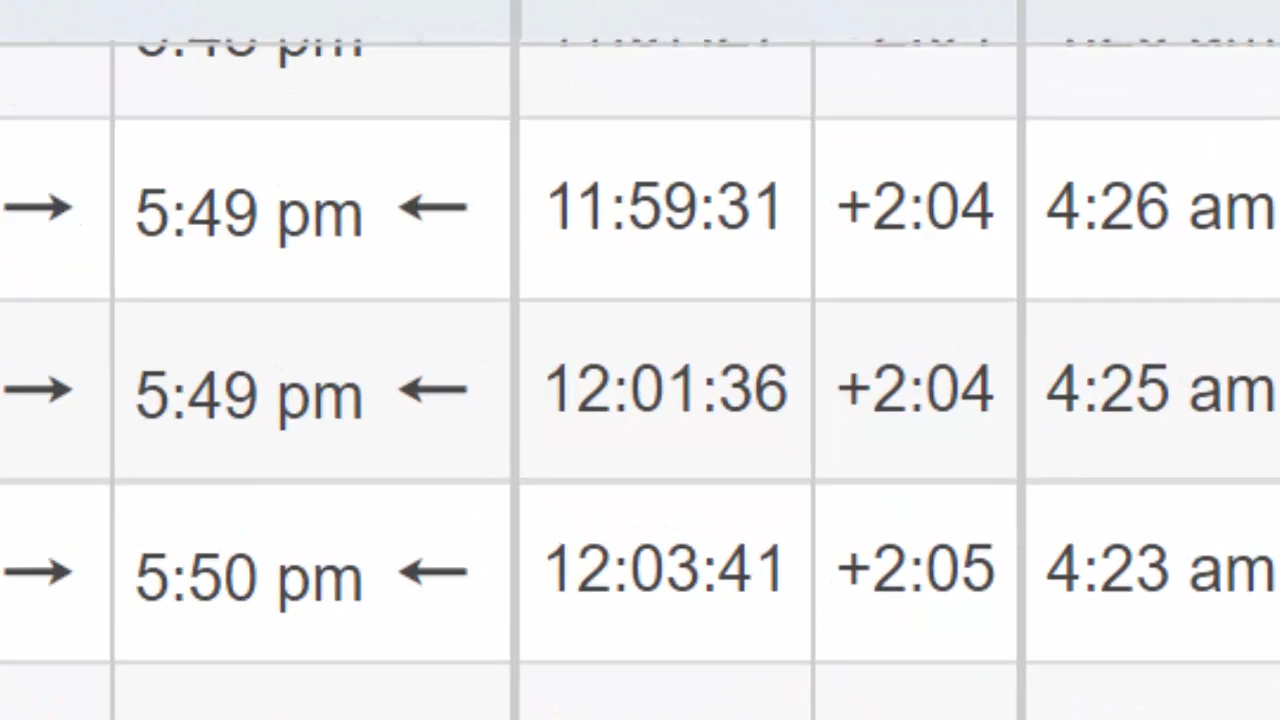 → 5:49 pm ← 11:59:31 +2:04 4:26 am
→ 5:49 pm ← 12:01:36 +2:04 4:25 am
→ 5:50 pm ← 12:03:41 +2:05 4:23 am